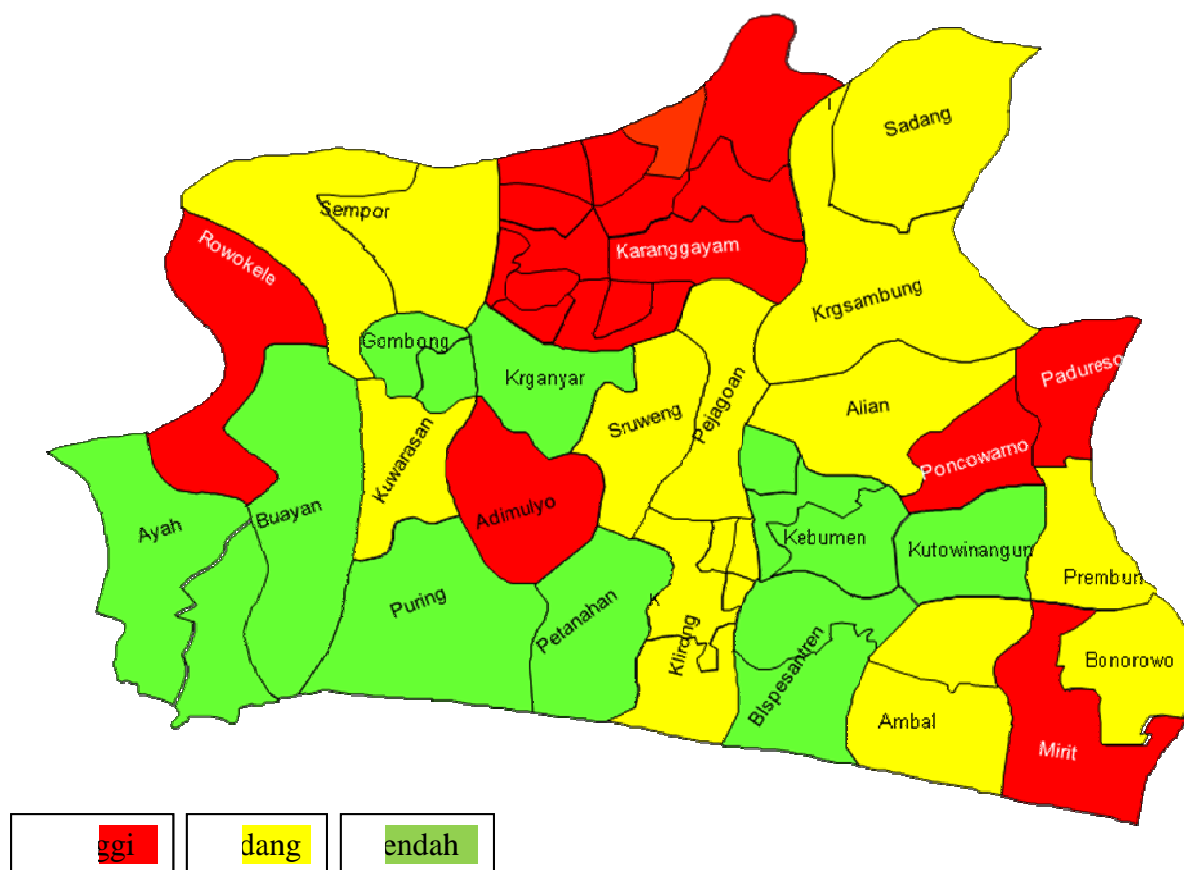 Sadang
Sempor
Rowokele
Karanggayam
Krgsambung
Gombong
Krganyar
Padureso
Alian
Sruweng
Pejagoan
Kuwarasan
Poncowarno
Adimulyo
Ayah
Buayan
Kebumen
Kutowinangun
Prembun
Puring
Petanahan
Klirong
Blspesantren
Bonorowo
Ambal
Mirit
ggi
dang
endah